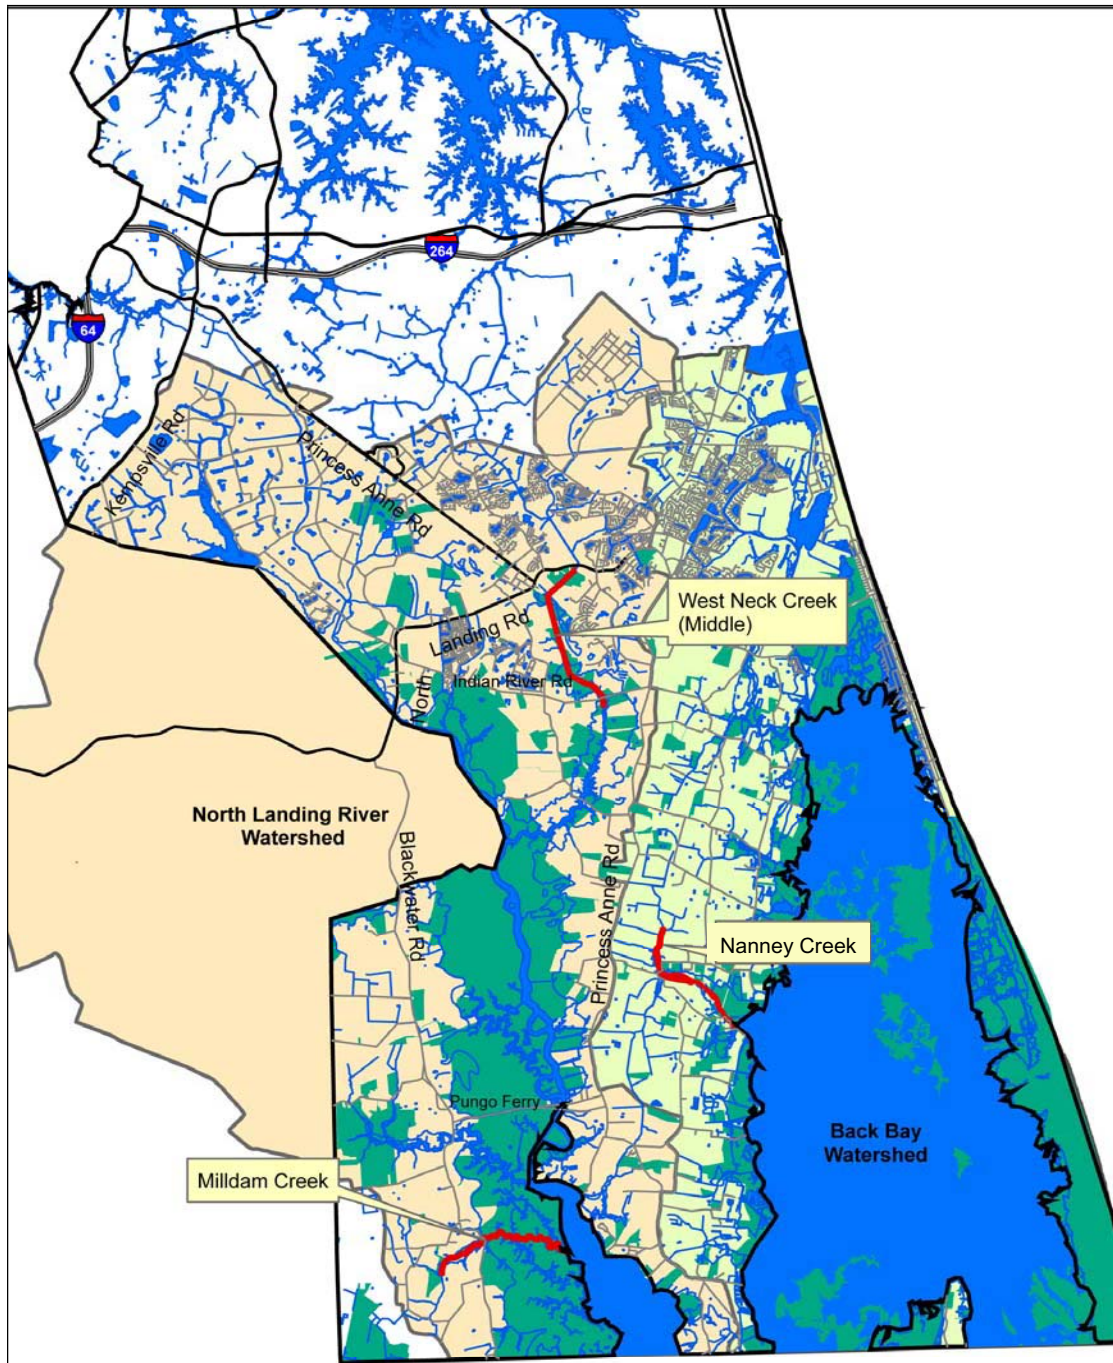 264
64
Kempsville Rd
Princess Anne Rd
West Neck Creek
(Middle)
North
Landing Rd
Indian River Rd
North Landing River
Watershed
Blackwater Rd
Princess Anne Rd
Nanney Creek
Pungo Ferry
Back Bay
Watershed
Milldam Creek